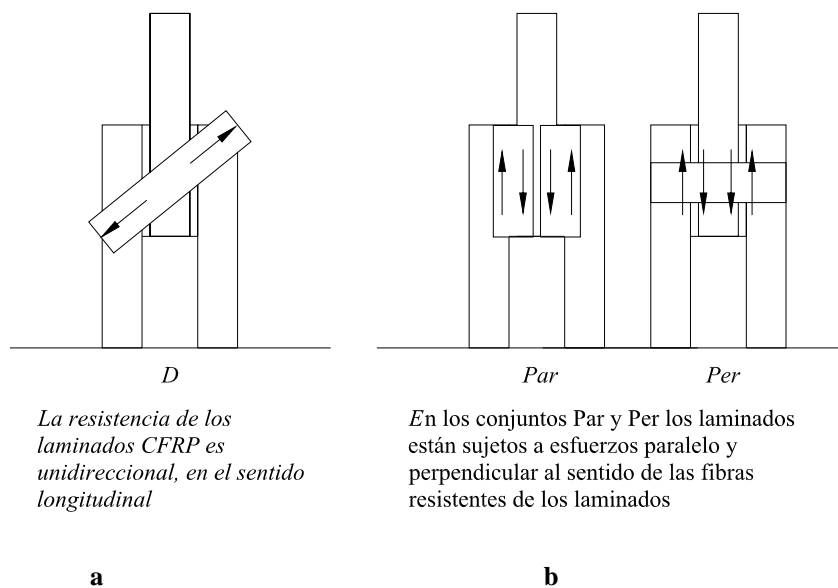 D
Par
Per
La resistencia de los
laminados CFRP es
unidireccional, en el sentido
longitudinal
En los conjuntos Par y Per los laminados
están sujetos a esfuerzos paralelo y
perpendicular al sentido de las fibras
resistentes de los laminados
a
b